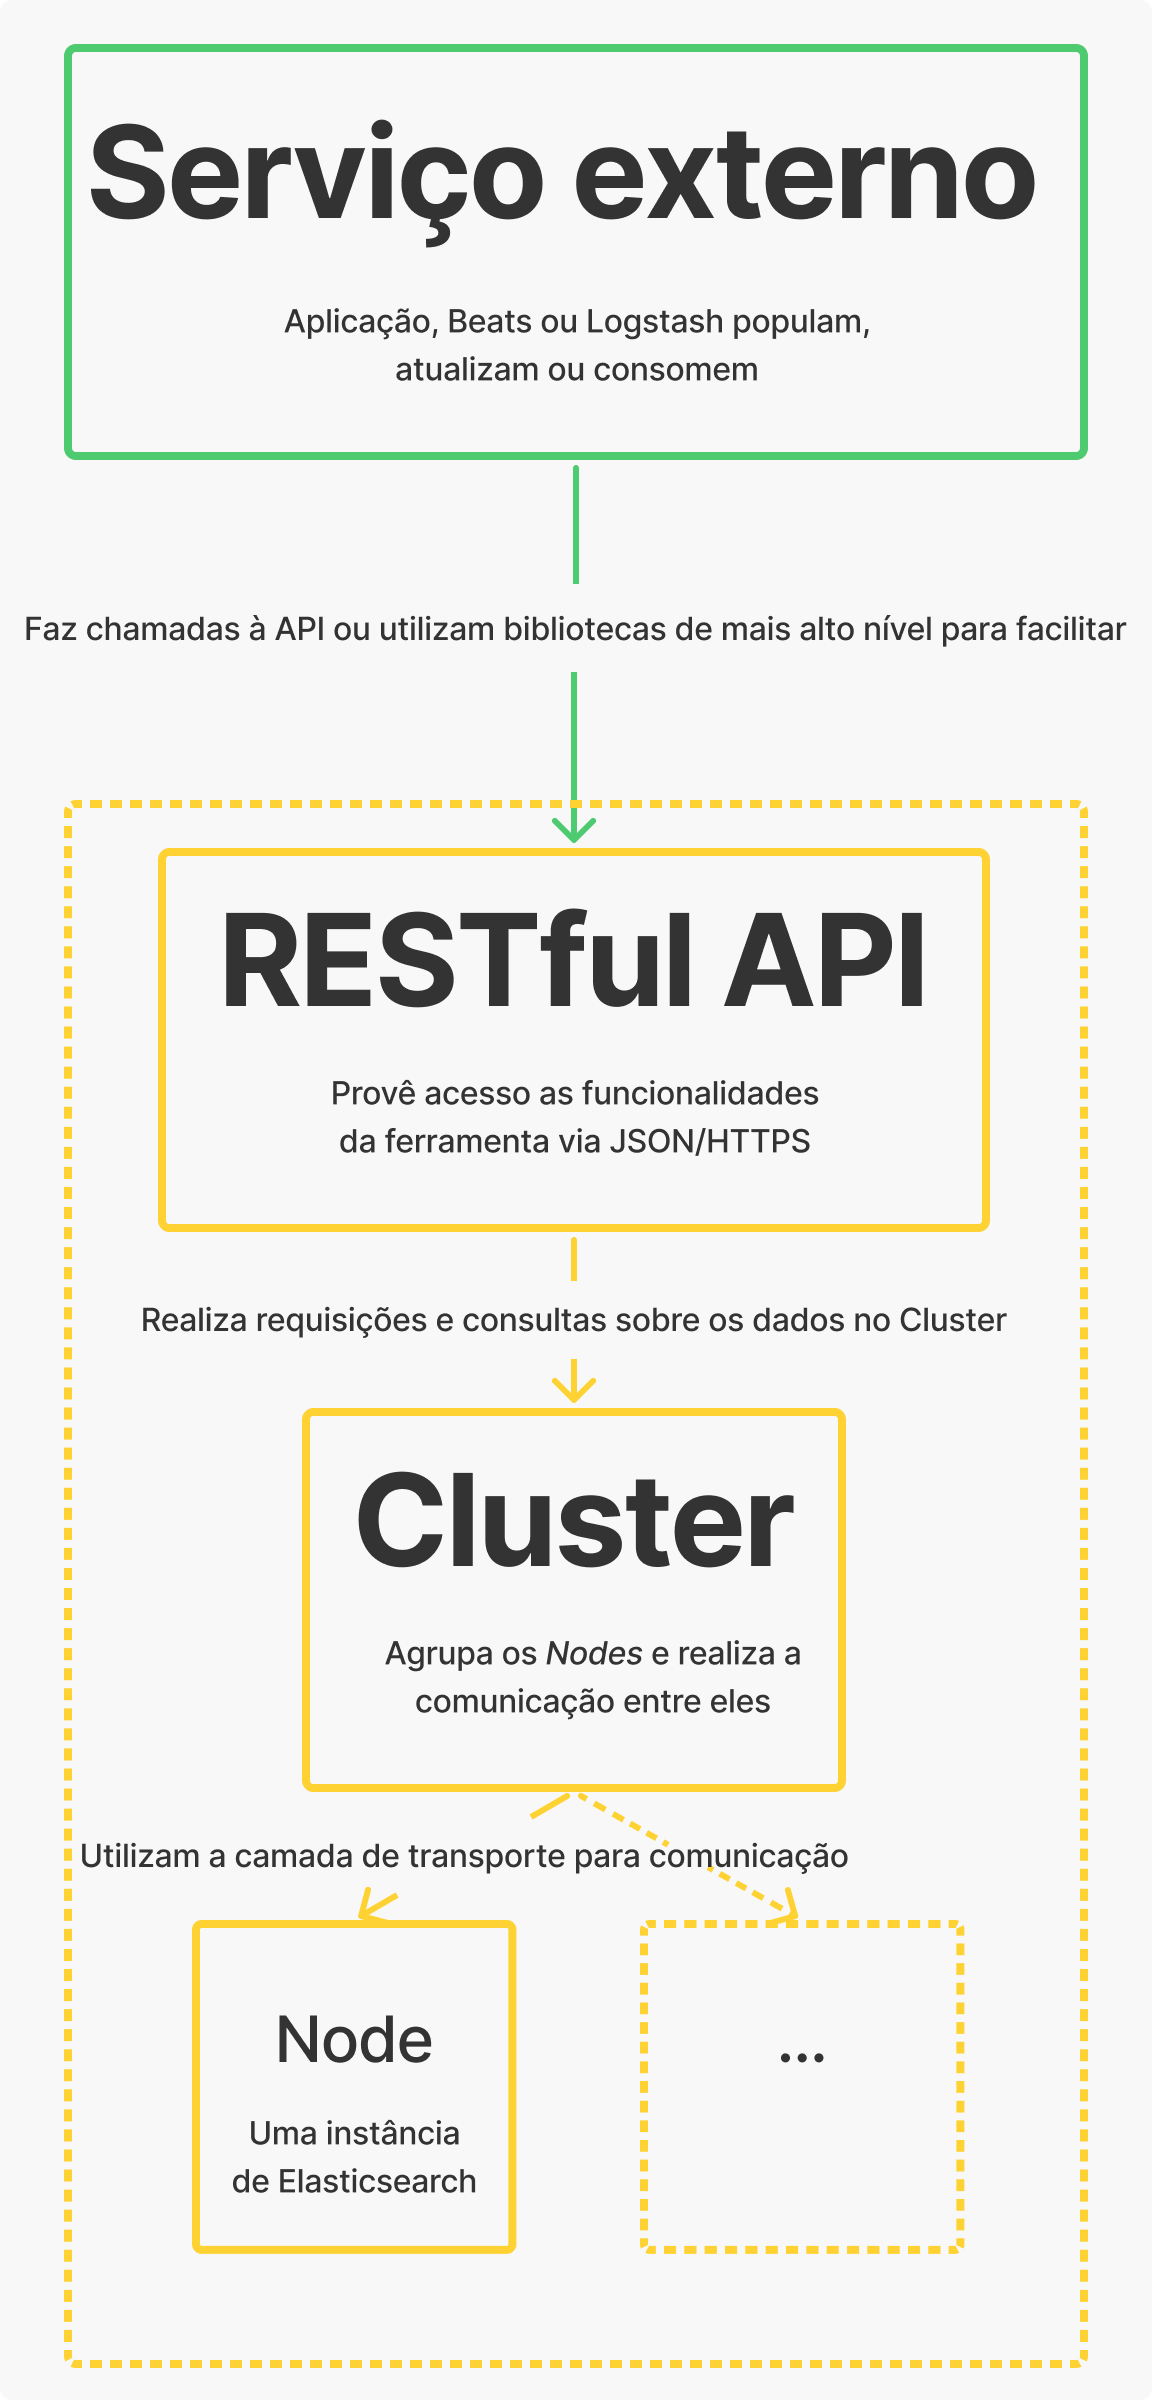 Serviço externo
Aplicação, Beats ou Logstash populam,
atualizam ou consomem
Faz chamadas à API ou utilizam bibliotecas de mais alto nível para facilitar
RESTful API
Provê acesso as funcionalidades
da ferramenta via JSON/HTTPS
Realiza requisições e consultas sobre os dados no Cluster
Cluster
Agrupa os Nodes e realiza a
comunicação entre eles
Utilizam a camada de transporte para comunicação
Node
Uma instância
de Elasticsearch
...